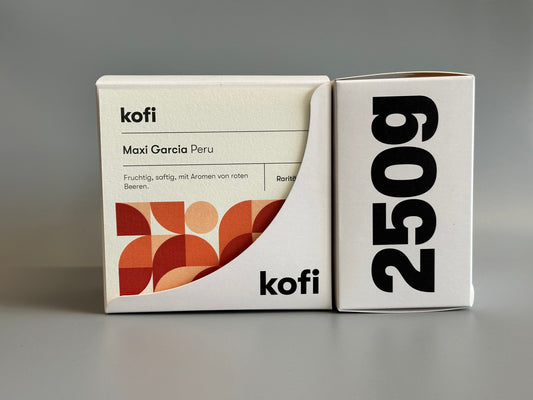 kofi
Maxi Garcia Peru
Fruchtig, saftig, mit Aromen von roten
Beeren.
kofi
250g